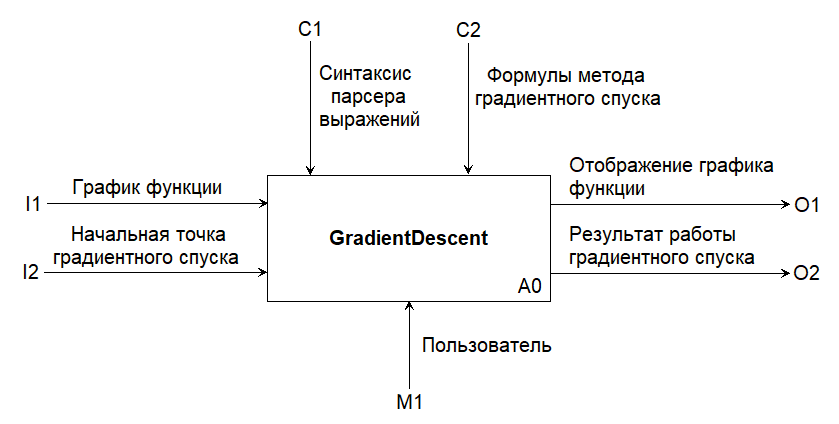 C1
C2
Синтаксис
парсера
выражений
Формулы метода
градиентного спуска
I1
График функции
I2
Начальная точка
градиентного спуска
GradientDescent
A0
Отображение графика
функции
O1
Результат работы
градиентного спуска
O2
Пользователь
M1